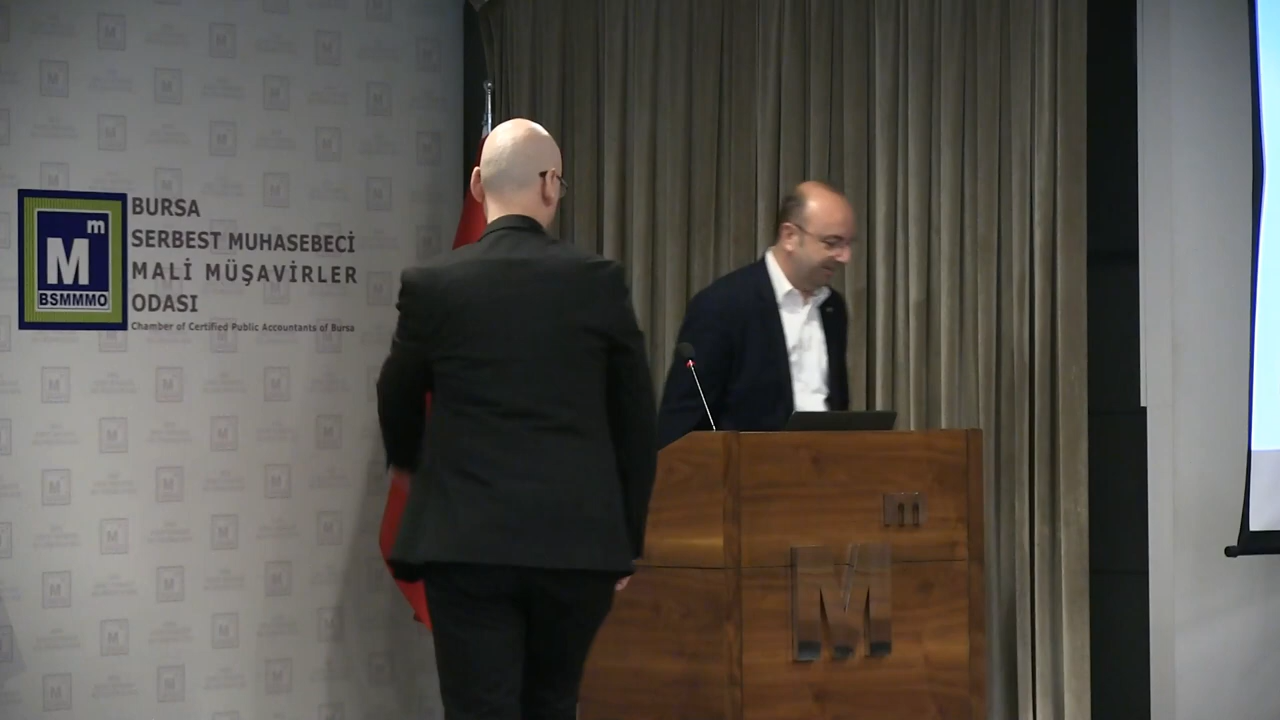 M m
BSMMMO
BURSA
SERBEST MUHASEBECİ
MALİ MÜŞAVİRLER
ODASI
Chamber of Certified Public Accountants of Bursa
m
M